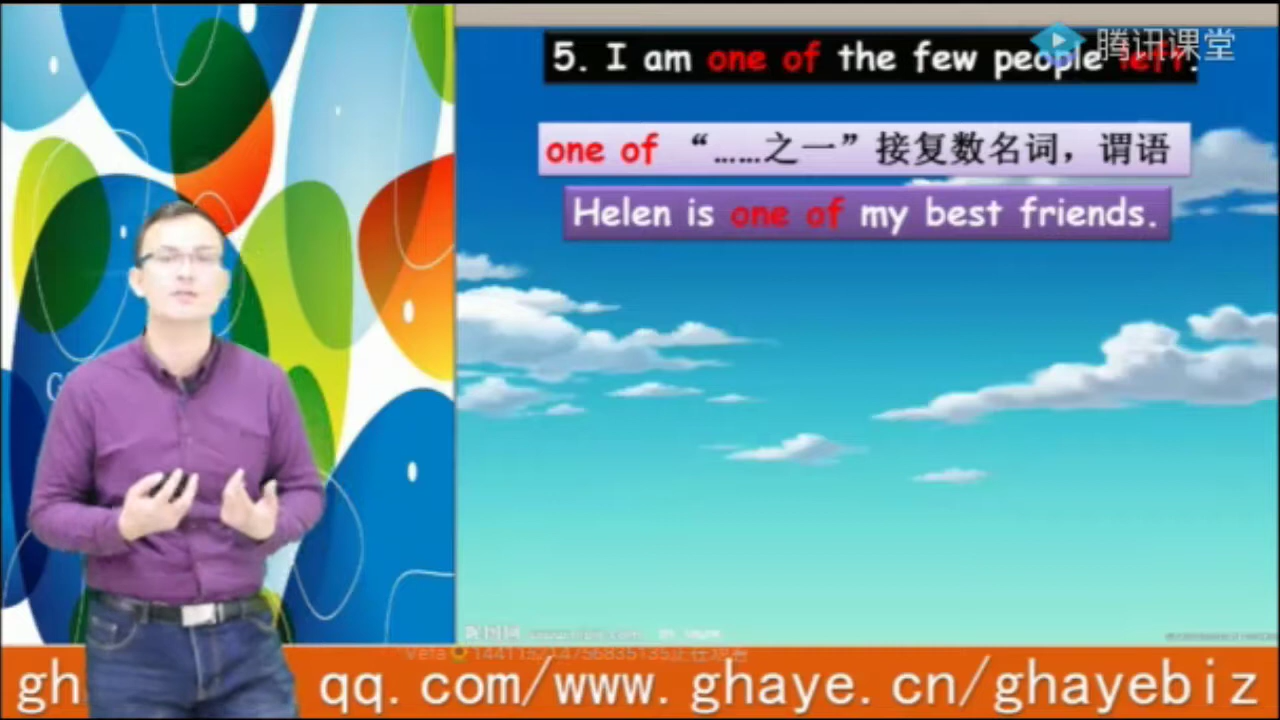 5. I am one of the few people left.
腾讯课堂
one of “……之一”接复数名词，谓语
Helen is one of my best friends.
G
gh
qq. com/www. ghaye. cn/ghayebiz